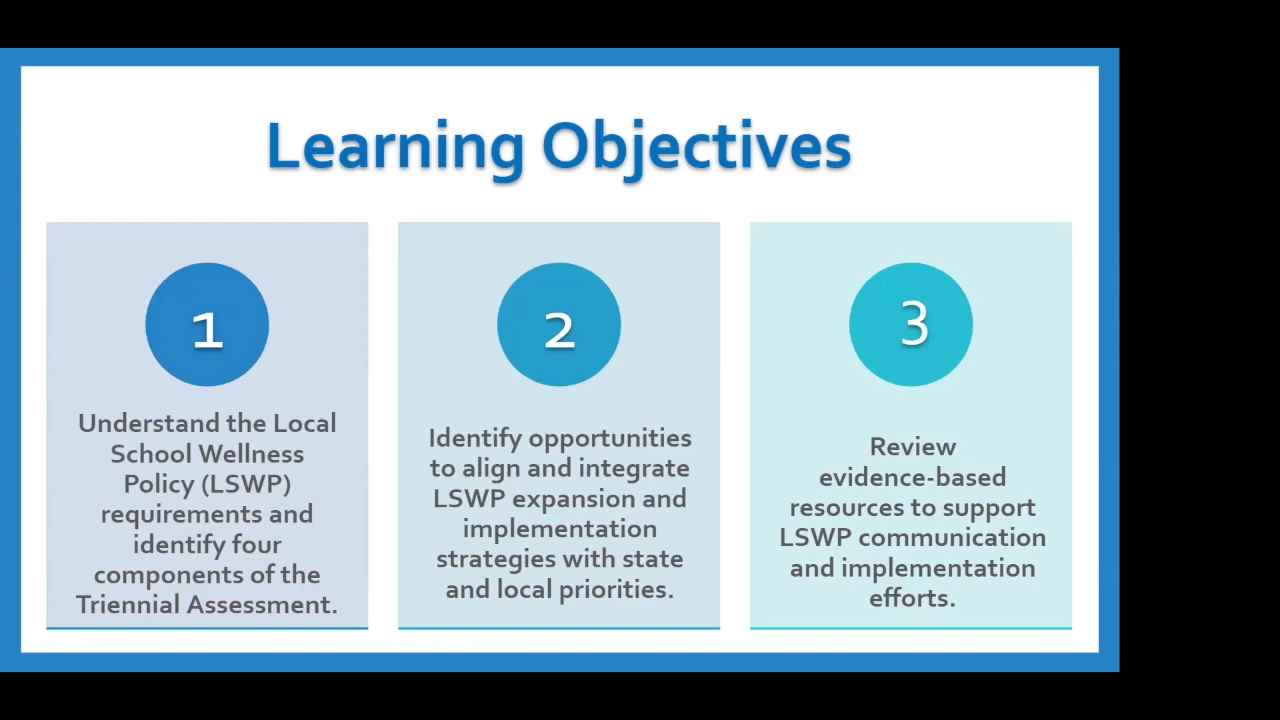 Learning Objectives
1
Understand the Local
School Wellness
Policy (LSWP)
requirements and
identify four
components of the
Triennial Assessment.
2
Identify opportunities
to align and integrate
LSWP expansion and
implementation
strategies with state
and local priorities.
3
Review
evidence-based
resources to support
LSWP communication
and implementation
efforts.